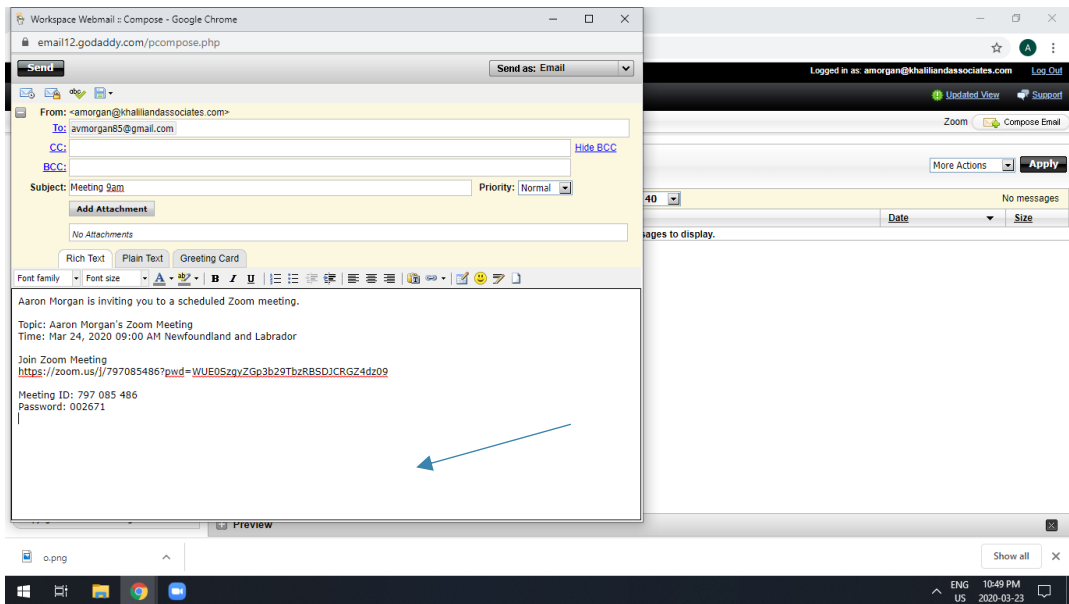 Workspace Webmail :: Compose - Google Chrome
email12.godaddy.com/pcompose.php
Send
Send as: Email
Logged in as: amorgan@khaliliandassociates.com Log Out
Updated View Support
From: <amorgan@khaliliandassociates.com>
To: avmorgan85@gmail.com
Zoom Compose Email
CC: Hide BCC
BCC:
More Actions Apply
Subject: Meeting 9am Priority: Normal
40 No messages
Add Attachment
Date Size
No Attachments
ages to display.
Rich Text Plain Text Greeting Card
Font family Font size A ab B I U
Aaron Morgan is inviting you to a scheduled Zoom meeting.
Topic: Aaron Morgan's Zoom Meeting
Time: Mar 24, 2020 09:00 AM Newfoundland and Labrador
Join Zoom Meeting
https://zoom.us/j/797085486?pwd=WUE0SzgyZGp3b29TbzRBSDJCRGZ4dz09
Meeting ID: 797 085 486
Password: 002671
Preview
o.png
Show all
ENG 10:49 PM
US 2020-03-23